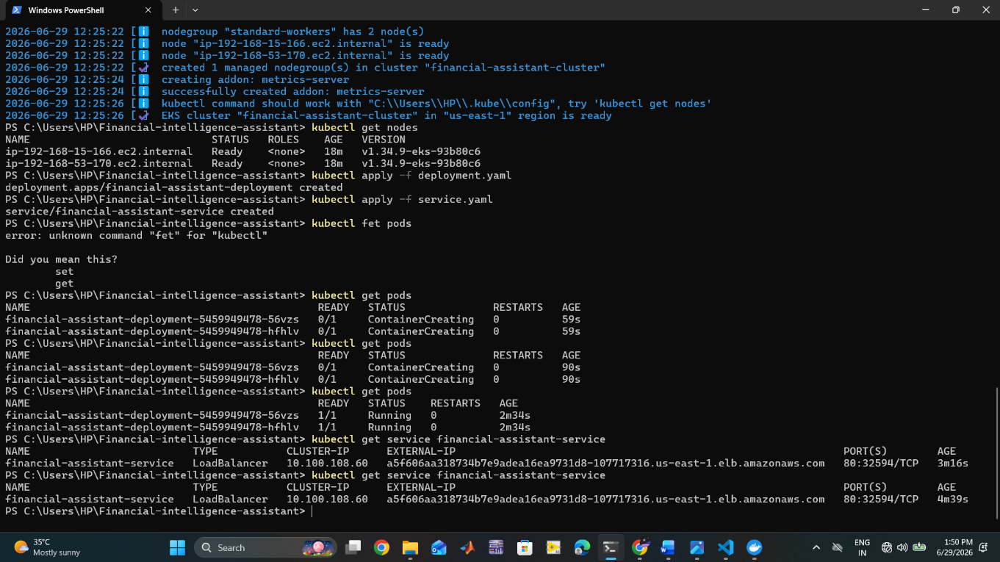 Windows PowerShell
2026-06-29 12:25:22 [ℹ]  nodegroup "standard-workers" has 2 node(s)
2026-06-29 12:25:22 [ℹ]  node "ip-192-168-15-166.ec2.internal" is ready
2026-06-29 12:25:22 [ℹ]  node "ip-192-168-53-170.ec2.internal" is ready
2026-06-29 12:25:22 [✔]  created 1 managed nodegroup(s) in cluster "financial-assistant-cluster"
2026-06-29 12:25:24 [ℹ]  creating addon: metrics-server
2026-06-29 12:25:24 [ℹ]  successfully created addon: metrics-server
2026-06-29 12:25:26 [ℹ]  kubectl command should work with "C:\\Users\\HP\\.kube\\config", try 'kubectl get nodes'
2026-06-29 12:25:26 [✔]  EKS cluster "financial-assistant-cluster" in "us-east-1" region is ready
PS C:\Users\HP\Financial-intelligence-assistant> kubectl get nodes
NAME                             STATUS   ROLES    AGE   VERSION
ip-192-168-15-166.ec2.internal   Ready    <none>   18m   v1.34.9-eks-93b80c6
ip-192-168-53-170.ec2.internal   Ready    <none>   18m   v1.34.9-eks-93b80c6
PS C:\Users\HP\Financial-intelligence-assistant> kubectl apply -f deployment.yaml
deployment.apps/financial-assistant-deployment created
PS C:\Users\HP\Financial-intelligence-assistant> kubectl apply -f service.yaml
service/financial-assistant-service created
PS C:\Users\HP\Financial-intelligence-assistant> kubectl fet pods
error: unknown command "fet" for "kubectl"
Did you mean this?
set
get
PS C:\Users\HP\Financial-intelligence-assistant> kubectl get pods
NAME                                              READY   STATUS              RESTARTS   AGE
financial-assistant-deployment-5459949478-56vzs   0/1     ContainerCreating   0          59s
financial-assistant-deployment-5459949478-hfhlv   0/1     ContainerCreating   0          59s
PS C:\Users\HP\Financial-intelligence-assistant> kubectl get pods
NAME                                              READY   STATUS              RESTARTS   AGE
financial-assistant-deployment-5459949478-56vzs   0/1     ContainerCreating   0          90s
financial-assistant-deployment-5459949478-hfhlv   0/1     ContainerCreating   0          90s
PS C:\Users\HP\Financial-intelligence-assistant> kubectl get pods
NAME                                              READY   STATUS    RESTARTS   AGE
financial-assistant-deployment-5459949478-56vzs   1/1     Running   0          2m34s
financial-assistant-deployment-5459949478-hfhlv   1/1     Running   0          2m34s
PS C:\Users\HP\Financial-intelligence-assistant> kubectl get service financial-assistant-service
NAME                          TYPE           CLUSTER-IP      EXTERNAL-IP                                                              PORT(S)        AGE
financial-assistant-service   LoadBalancer   10.100.108.60   a5f606aa318734b7e9adea16ea9731d8-107717316.us-east-1.elb.amazonaws.com   80:32594/TCP   3m16s
PS C:\Users\HP\Financial-intelligence-assistant> kubectl get service financial-assistant-service
NAME                          TYPE           CLUSTER-IP      EXTERNAL-IP                                                              PORT(S)        AGE
financial-assistant-service   LoadBalancer   10.100.108.60   a5f606aa318734b7e9adea16ea9731d8-107717316.us-east-1.elb.amazonaws.com   80:32594/TCP   4m39s
PS C:\Users\HP\Financial-intelligence-assistant>
35°C
Mostly sunny
Search
ENG
IN
1:50 PM
6/29/2026